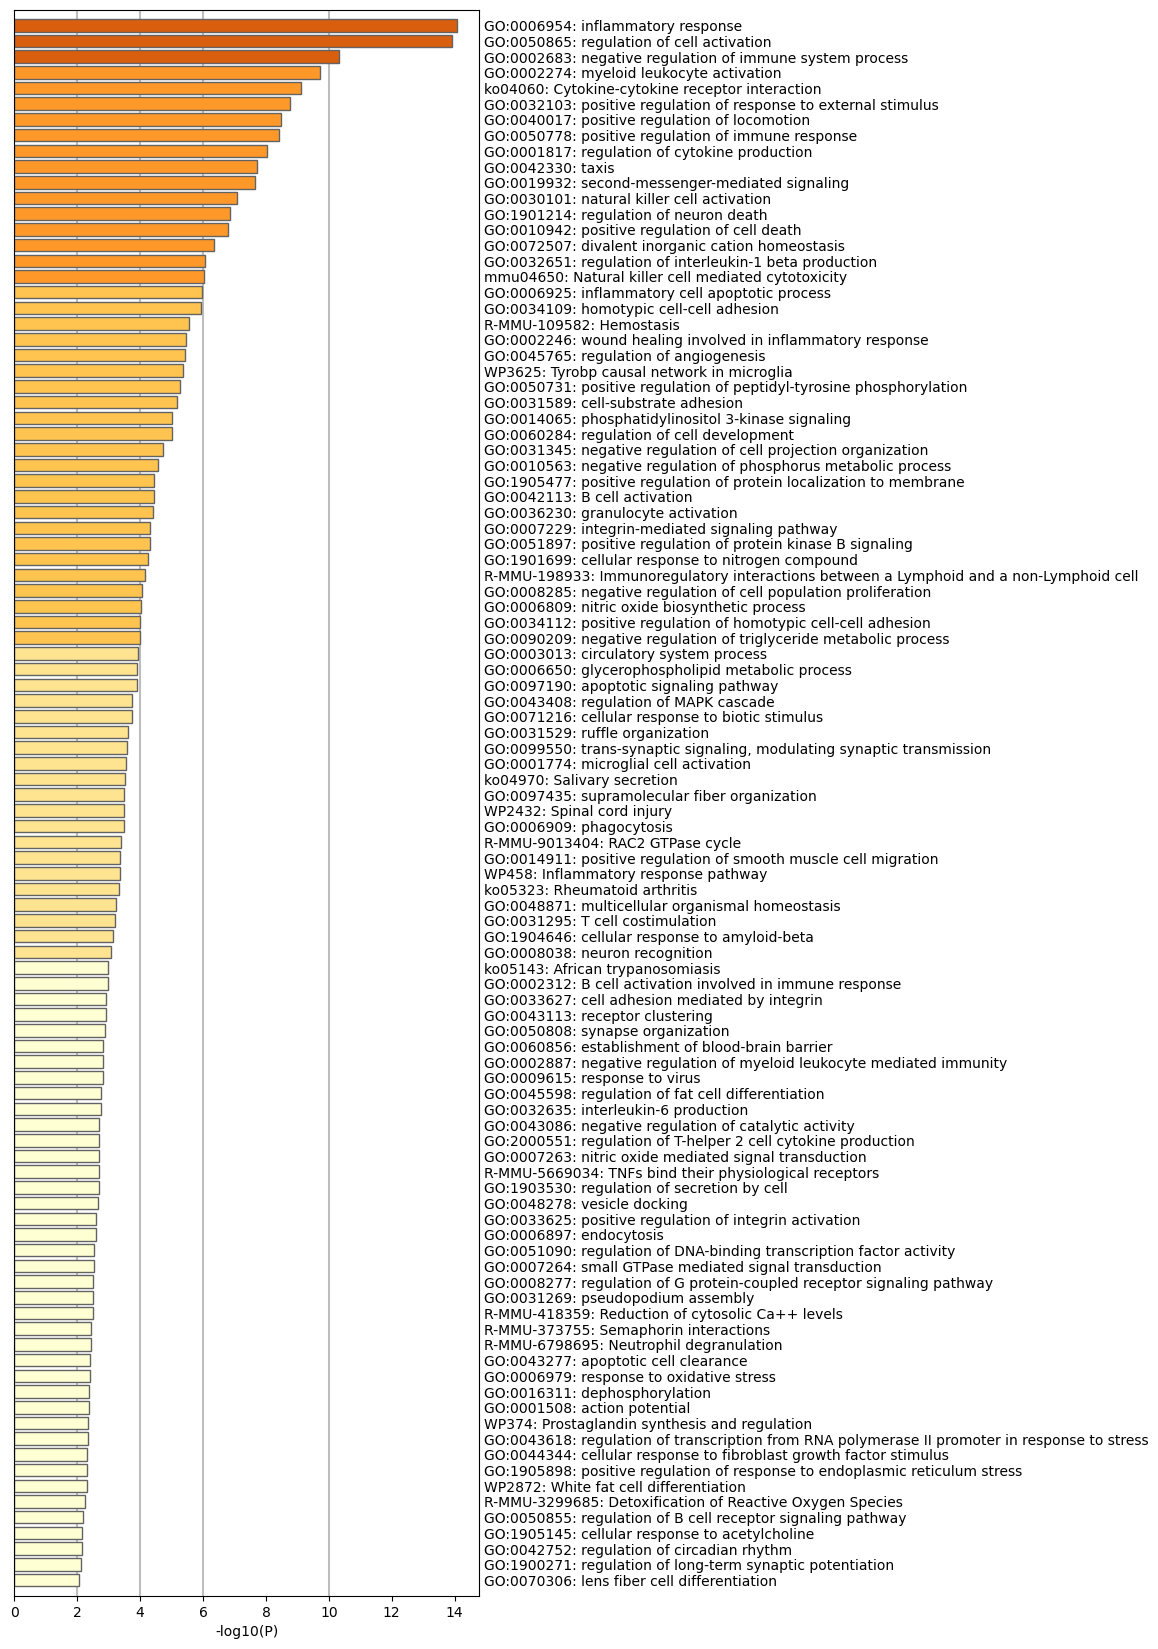 GO:0006954: inflammatory response
GO:0050865: regulation of cell activation
GO:0002683: negative regulation of immune system process
GO:0002274: myeloid leukocyte activation
ko04060: Cytokine-cytokine receptor interaction
GO:0032103: positive regulation of response to external stimulus
GO:0040017: positive regulation of locomotion
GO:0050778: positive regulation of immune response
GO:0001817: regulation of cytokine production
GO:0042330: taxis
GO:0019932: second-messenger-mediated signaling
GO:0030101: natural killer cell activation
GO:1901214: regulation of neuron death
GO:0010942: positive regulation of cell death
GO:0072507: divalent inorganic cation homeostasis
GO:0032651: regulation of interleukin-1 beta production
mmu04650: Natural killer cell mediated cytotoxicity
GO:0006925: inflammatory cell apoptotic process
GO:0034109: homotypic cell-cell adhesion
R-MMU-109582: Hemostasis
GO:0002246: wound healing involved in inflammatory response
GO:0045765: regulation of angiogenesis
WP3625: Tyrobp causal network in microglia
GO:0050731: positive regulation of peptidyl-tyrosine phosphorylation
GO:0031589: cell-substrate adhesion
GO:0014065: phosphatidylinositol 3-kinase signaling
GO:0060284: regulation of cell development
GO:0031345: negative regulation of cell projection organization
GO:0010563: negative regulation of phosphorus metabolic process
GO:1905477: positive regulation of protein localization to membrane
GO:0042113: B cell activation
GO:0036230: granulocyte activation
GO:0007229: integrin-mediated signaling pathway
GO:0051897: positive regulation of protein kinase B signaling
GO:1901699: cellular response to nitrogen compound
R-MMU-198933: Immunoregulatory interactions between a Lymphoid and a non-Lymphoid cell
GO:0008285: negative regulation of cell population proliferation
GO:0006809: nitric oxide biosynthetic process
GO:0034112: positive regulation of homotypic cell-cell adhesion
GO:0090209: negative regulation of triglyceride metabolic process
GO:0003013: circulatory system process
GO:0006650: glycerophospholipid metabolic process
GO:0097190: apoptotic signaling pathway
GO:0043408: regulation of MAPK cascade
GO:0071216: cellular response to biotic stimulus
GO:0031529: ruffle organization
GO:0099550: trans-synaptic signaling, modulating synaptic transmission
GO:0001774: microglial cell activation
ko04970: Salivary secretion
GO:0097435: supramolecular fiber organization
WP2432: Spinal cord injury
GO:0006909: phagocytosis
R-MMU-9013404: RAC2 GTPase cycle
GO:0014911: positive regulation of smooth muscle cell migration
WP458: Inflammatory response pathway
ko05323: Rheumatoid arthritis
GO:0048871: multicellular organismal homeostasis
GO:0031295: T cell costimulation
GO:1904646: cellular response to amyloid-beta
GO:0008038: neuron recognition
ko05143: African trypanosomiasis
GO:0002312: B cell activation involved in immune response
GO:0033627: cell adhesion mediated by integrin
GO:0043113: receptor clustering
GO:0050808: synapse organization
GO:0060856: establishment of blood-brain barrier
GO:0002887: negative regulation of myeloid leukocyte mediated immunity
GO:0009615: response to virus
GO:0045598: regulation of fat cell differentiation
GO:0032635: interleukin-6 production
GO:0043086: negative regulation of catalytic activity
GO:2000551: regulation of T-helper 2 cell cytokine production
GO:0007263: nitric oxide mediated signal transduction
R-MMU-5669034: TNFs bind their physiological receptors
GO:1903530: regulation of secretion by cell
GO:0048278: vesicle docking
GO:0033625: positive regulation of integrin activation
GO:0006897: endocytosis
GO:0051090: regulation of DNA-binding transcription factor activity
GO:0007264: small GTPase mediated signal transduction
GO:0008277: regulation of G protein-coupled receptor signaling pathway
GO:0031269: pseudopodium assembly
R-MMU-418359: Reduction of cytosolic Ca++ levels
R-MMU-373755: Semaphorin interactions
R-MMU-6798695: Neutrophil degranulation
GO:0043277: apoptotic cell clearance
GO:0006979: response to oxidative stress
GO:0016311: dephosphorylation
GO:0001508: action potential
WP374: Prostaglandin synthesis and regulation
GO:0043618: regulation of transcription from RNA polymerase II promoter in response to stress
GO:0044344: cellular response to fibroblast growth factor stimulus
GO:1905898: positive regulation of response to endoplasmic reticulum stress
WP2872: White fat cell differentiation
R-MMU-3299685: Detoxification of Reactive Oxygen Species
GO:0050855: regulation of B cell receptor signaling pathway
GO:1905145: cellular response to acetylcholine
GO:0042752: regulation of circadian rhythm
GO:1900271: regulation of long-term synaptic potentiation
GO:0070306: lens fiber cell differentiation
0 2 4 6 8 10 12 14
-log10(P)